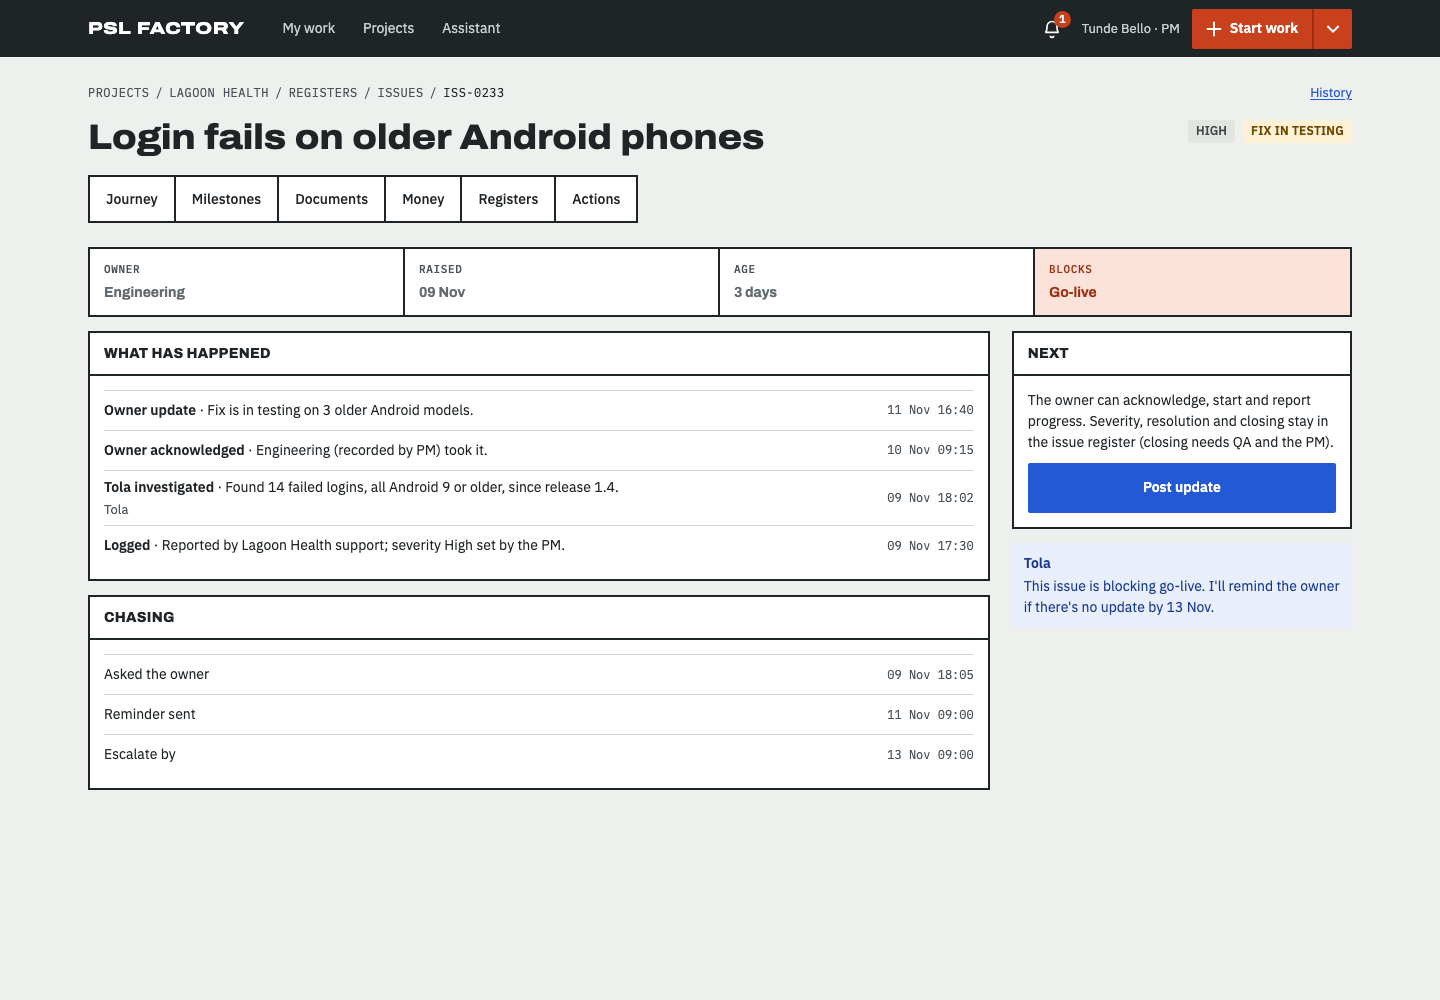 PSL FACTORY
My work
Projects
Assistant
1
Tunde Bello · PM
Start work
PROJECTS / LAGOON HEALTH / REGISTERS / ISSUES / ISS-0233
History
Login fails on older Android phones
HIGH
FIX IN TESTING
Journey
Milestones
Documents
Money
Registers
Actions
OWNER
Engineering
RAISED
09 Nov
AGE
3 days
BLOCKS
Go-live
WHAT HAS HAPPENED
Owner update · Fix is in testing on 3 older Android models.
11 Nov 16:40
Owner acknowledged · Engineering (recorded by PM) took it.
10 Nov 09:15
Tola investigated · Found 14 failed logins, all Android 9 or older, since release 1.4.
Tola
09 Nov 18:02
Logged · Reported by Lagoon Health support; severity High set by the PM.
09 Nov 17:30
CHASING
Asked the owner
09 Nov 18:05
Reminder sent
11 Nov 09:00
Escalate by
13 Nov 09:00
NEXT
The owner can acknowledge, start and report
progress. Severity, resolution and closing stay in
the issue register (closing needs QA and the PM).
Post update
Tola
This issue is blocking go-live. I'll remind the owner
if there's no update by 13 Nov.